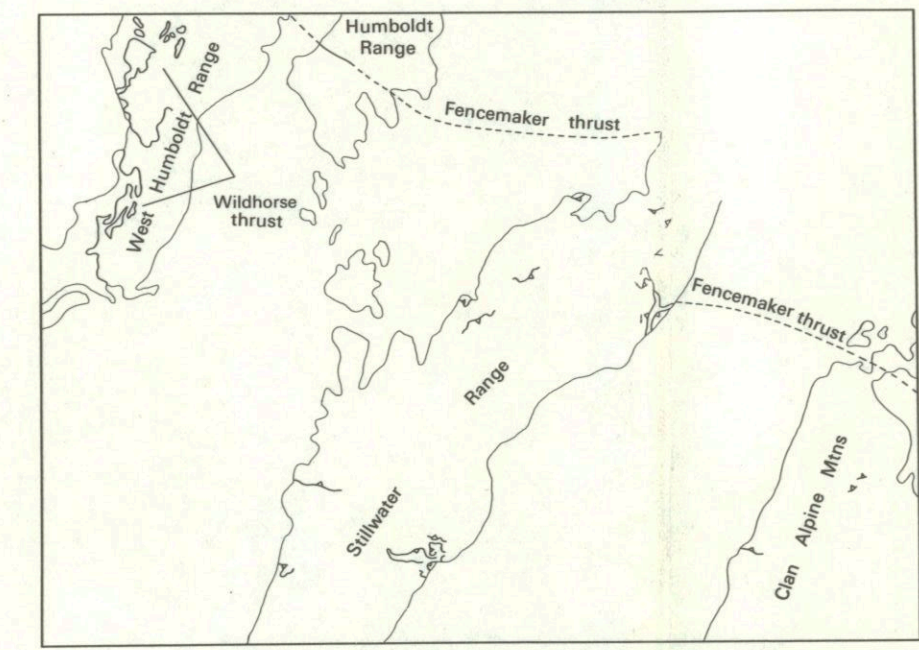 Humboldt
Range
West Humboldt Range
Fencemaker thrust
Wildhorse
thrust
Fencemaker thrust
Stillwater Range
Clan Alpine Mtns